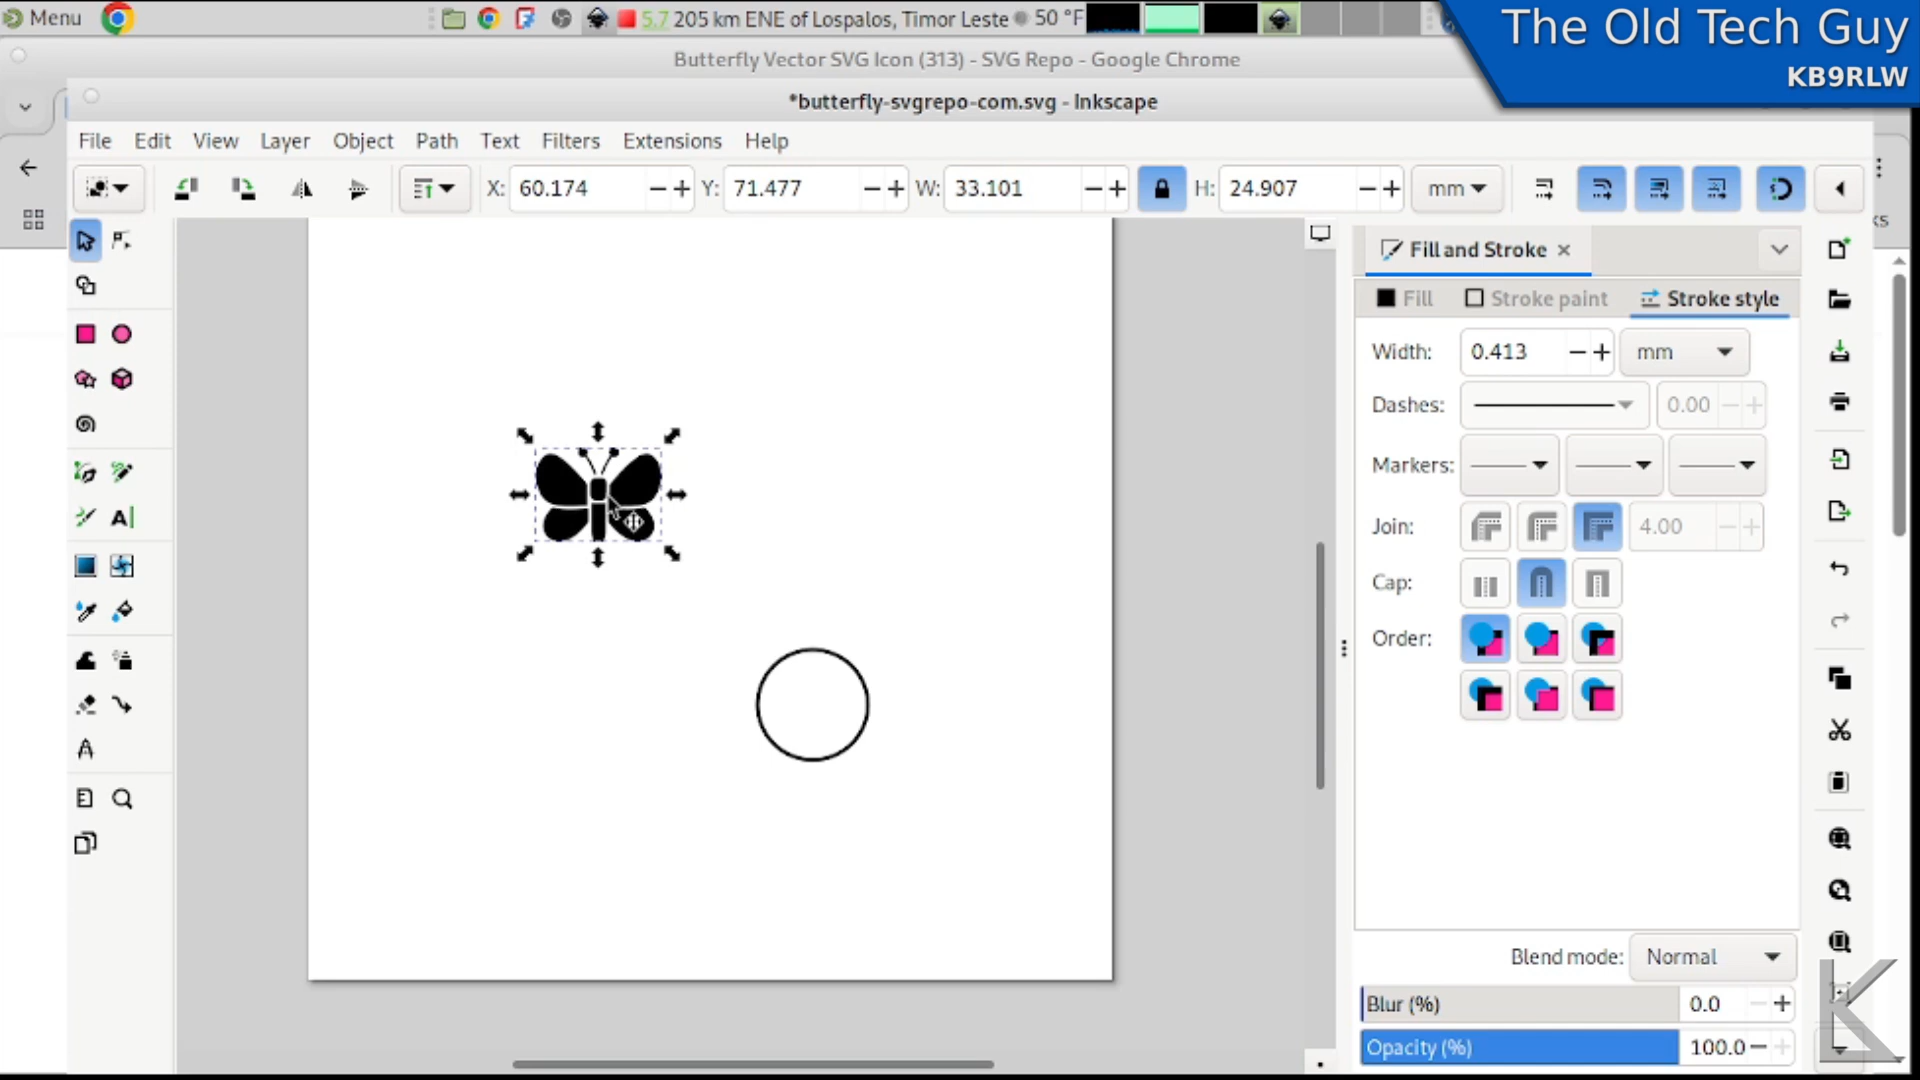 Menu
5.7 205 km ENE of Lospalos, Timor Leste 50 °F
The Old Tech Guy
KB9RLW
Butterfly Vector SVG Icon (313) - SVG Repo - Google Chrome
*butterfly-svgrepo-com.svg - Inkscape
File Edit View Layer Object Path Text Filters Extensions Help
X: 60.174 Y: 71.477 W: 33.101 H: 24.907 mm
Fill and Stroke
Fill Stroke paint Stroke style
Width: 0.413 mm
Dashes: 0.00
Markers:
Join: 4.00
Cap:
Order:
Blend mode: Normal
Blur (%) 0.0
Opacity (%) 100.0